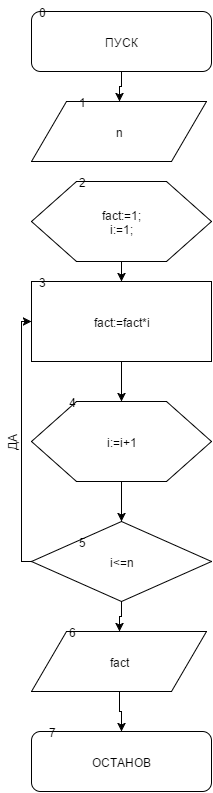 0
ПУСК
1
n
2
fact:=1;
i:=1;
3
fact:=fact*i
4
i:=i+1
ДА
5
i<=n
6
fact
7
ОСТАНОВ